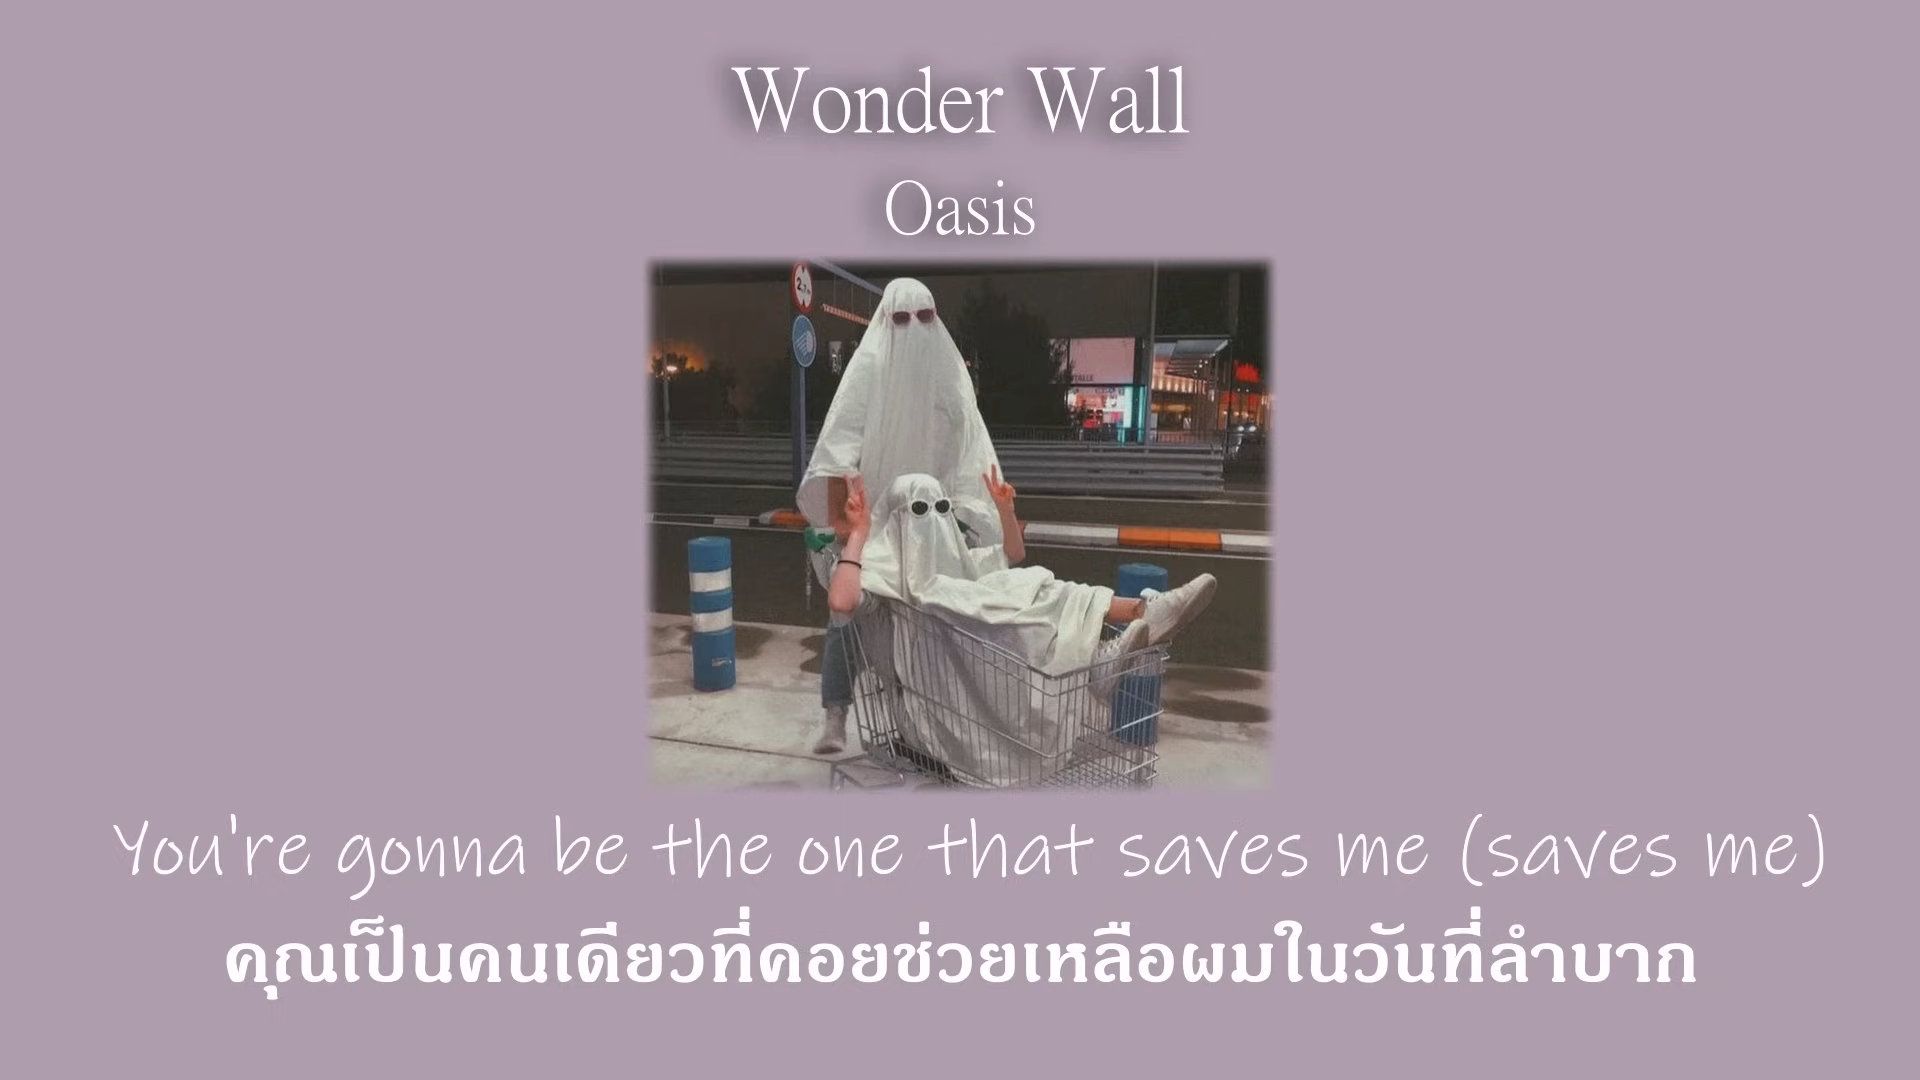 Wonder Wall
Oasis
You're gonna be the one that saves me (saves me)
คุณเป็นคนเดียวที่คอยช่วยเหลือผมในวันที่ลำบาก